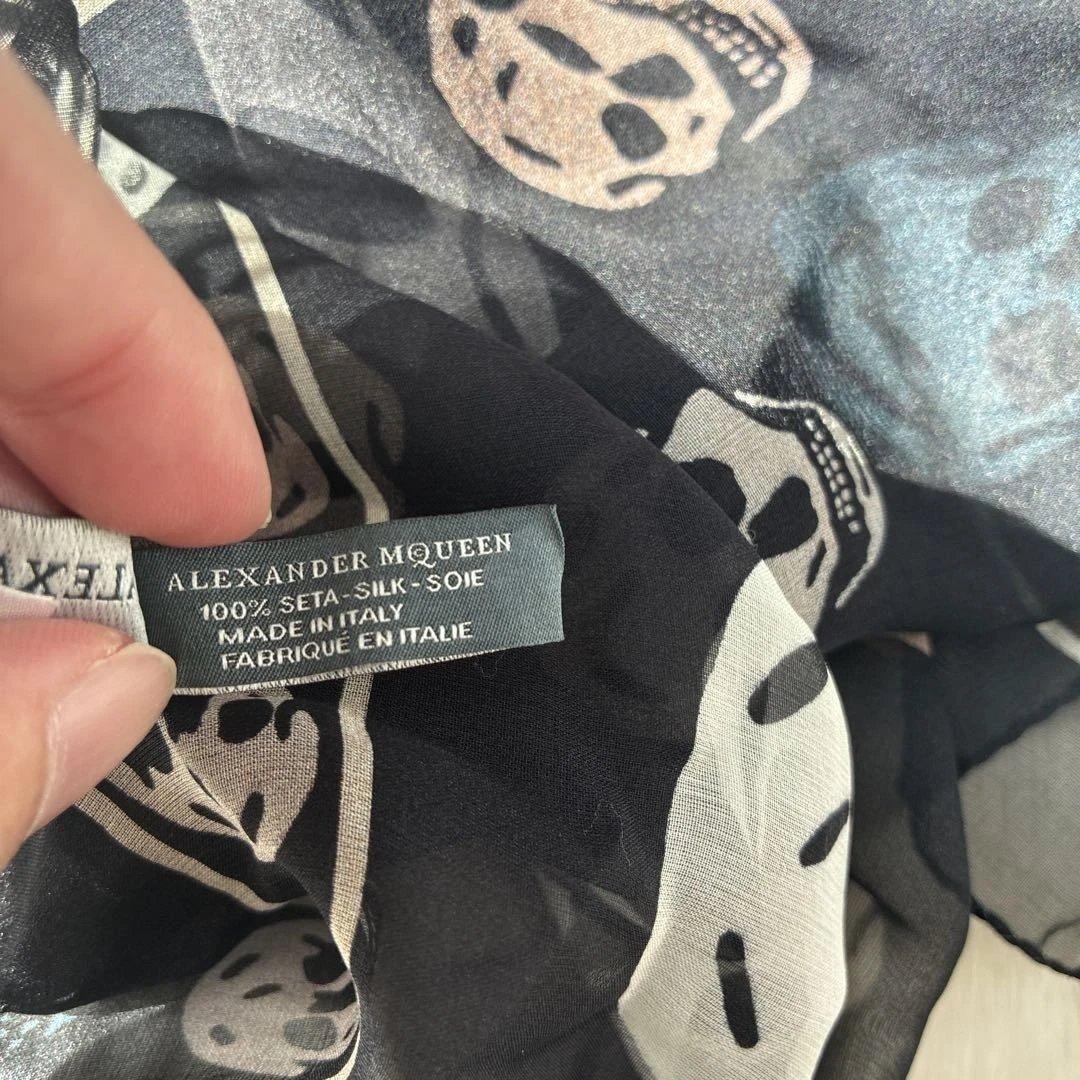 ALEXANDER MQUEEN
100% SETA-SILK-SOIE
MADE IN ITALY
FABRIQUÉ EN ITALIE